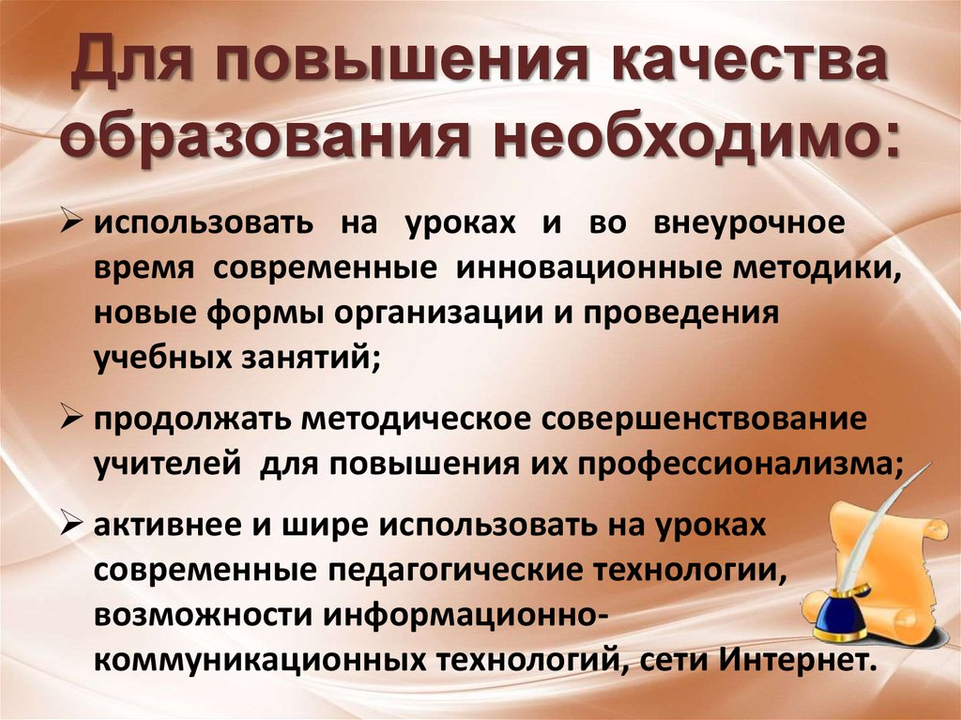 Для повышения качества
образования необходимо:
использовать на уроках и во внеурочное
время современные инновационные методики,
новые формы организации и проведения
учебных занятий;
продолжать методическое совершенствование
учителей для повышения их профессионализма;
активнее и шире использовать на уроках
современные педагогические технологии,
возможности информационно-
коммуникационных технологий, сети Интернет.